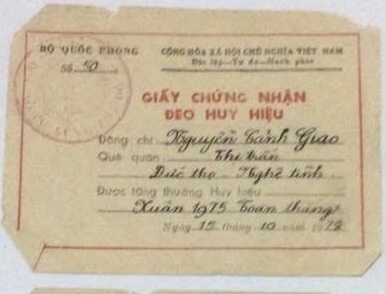 BỘ QUỐC PHÒNG
Số 50
CỘNG HÒA XÃ HỘI CHỦ NGHĨA VIỆT NAM
Độc lập—Tự do—Hạnh phúc
GIẤY CHỨNG NHẬN
ĐEO HUY HIỆU
Đồng chí Nguyễn Cảnh Giao
Quê quán Thị trấn
Đức thọ - Nghệ tĩnh
Được tặng thưởng Huy hiệu
Xuân 1975 Toàn thắng
Ngày 15 tháng 10 năm 1979